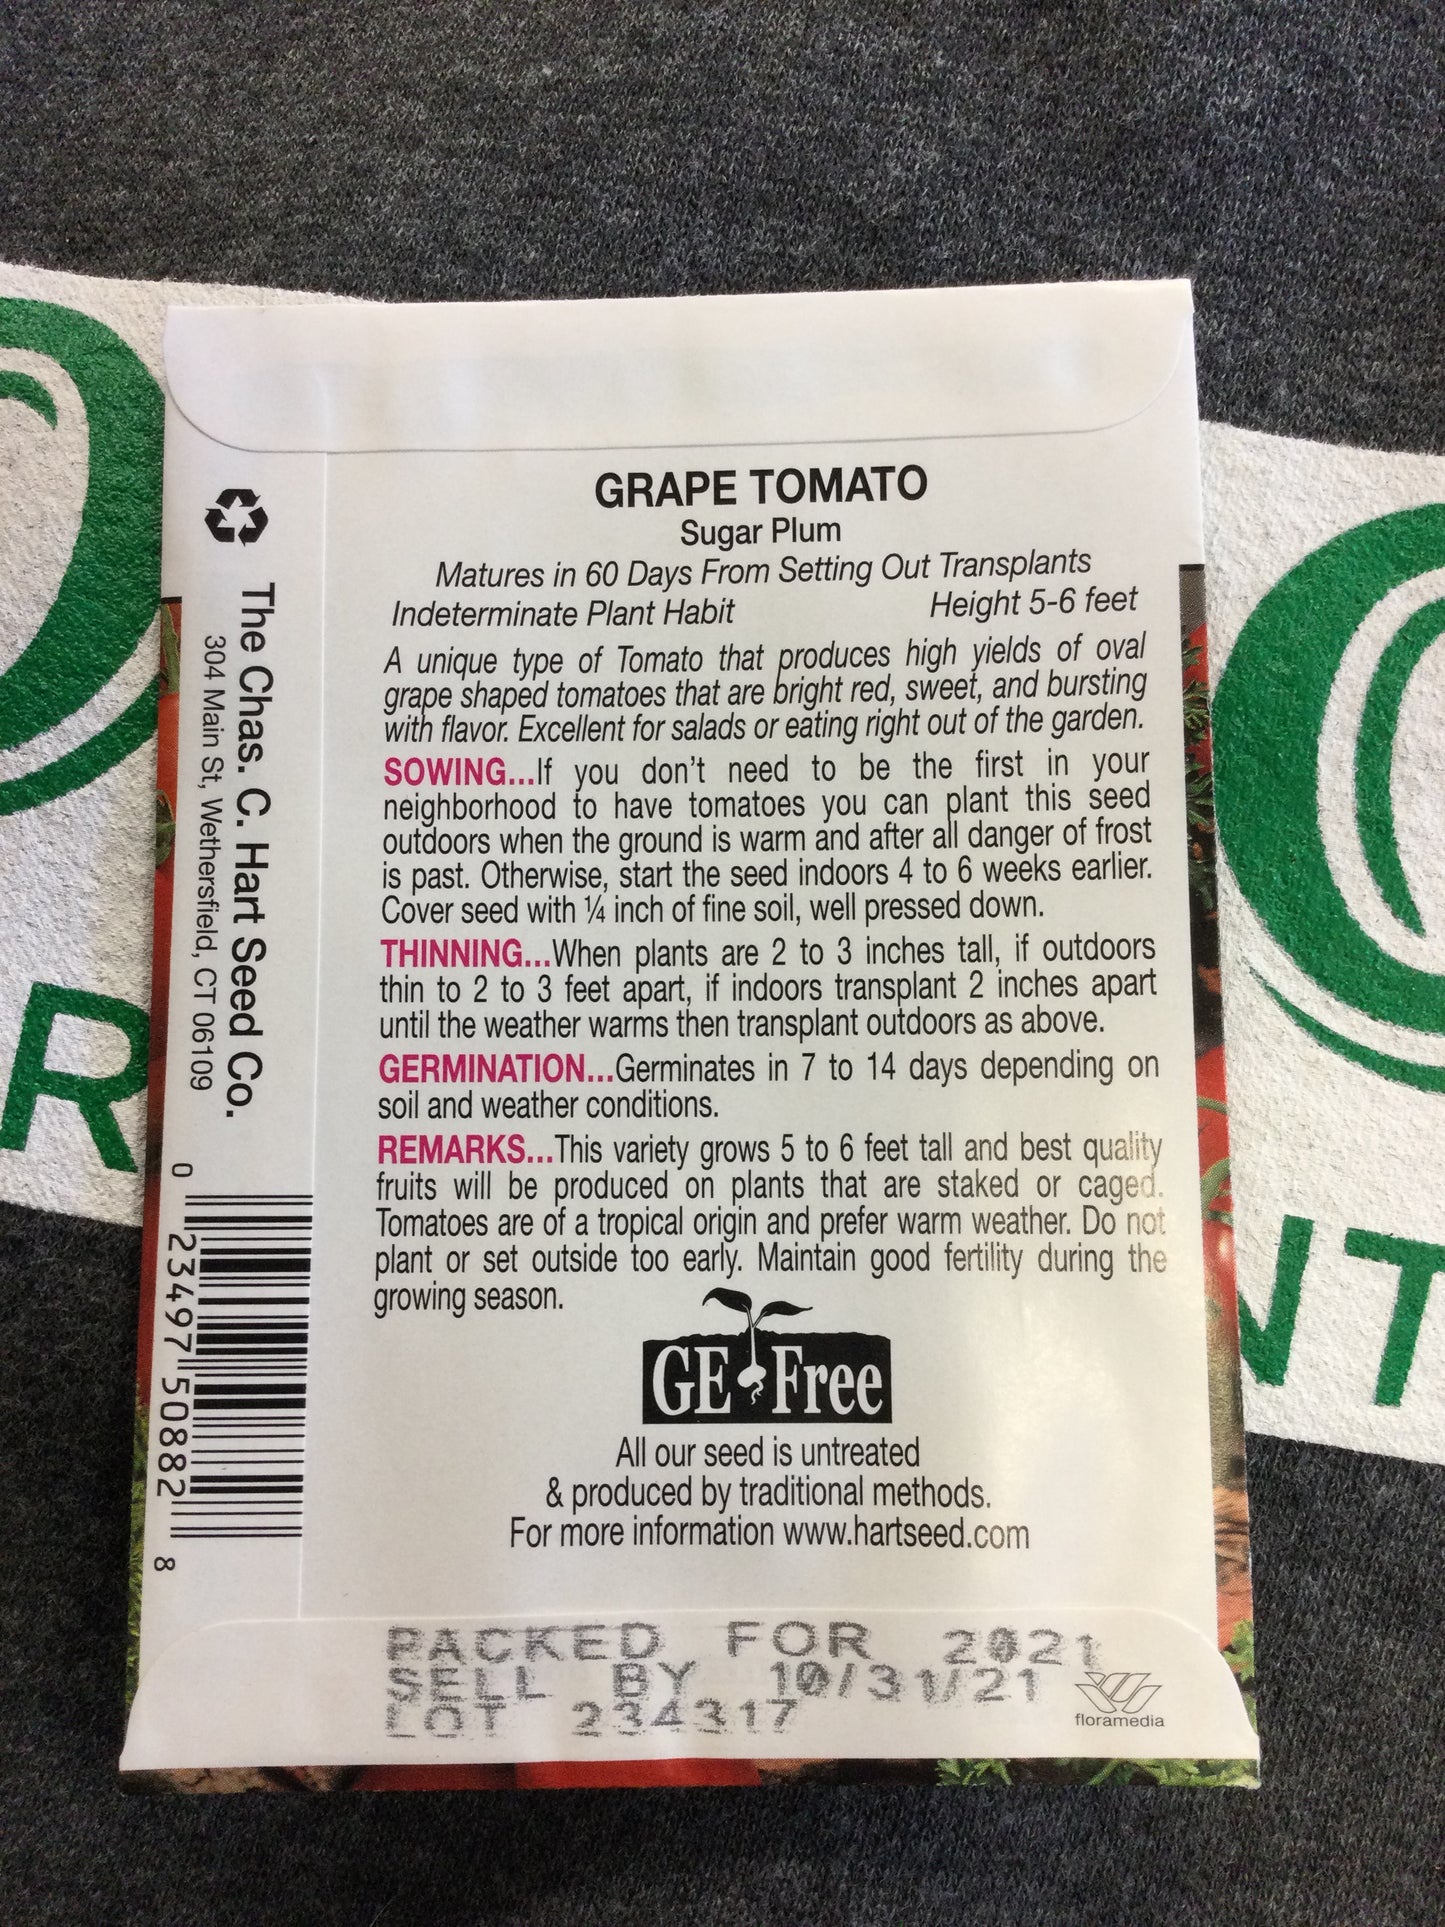 GRAPE TOMATO
Sugar Plum
Matures in 60 Days From Setting Out Transplants
Indeterminate Plant Habit Height 5-6 feet
A unique type of Tomato that produces high yields of oval
grape shaped tomatoes that are bright red, sweet, and bursting
with flavor. Excellent for salads or eating right out of the garden.
SOWING...If you don't need to be the first in your
neighborhood to have tomatoes you can plant this seed
outdoors when the ground is warm and after all danger of frost
is past. Otherwise, start the seed indoors 4 to 6 weeks earlier.
Cover seed with ¼ inch of fine soil, well pressed down.
THINNING...When plants are 2 to 3 inches tall, if outdoors
thin to 2 to 3 feet apart, if indoors transplant 2 inches apart
until the weather warms then transplant outdoors as above.
GERMINATION...Germinates in 7 to 14 days depending on
soil and weather conditions.
REMARKS...This variety grows 5 to 6 feet tall and best quality
fruits will be produced on plants that are staked or caged.
Tomatoes are of a tropical origin and prefer warm weather. Do not
plant or set outside too early. Maintain good fertility during the
growing season.
GE Free
All our seed is untreated
& produced by traditional methods.
For more information www.hartseed.com
PACKED FOR 2021
SELL BY 10/31/21
LOT 234317
floramedia
The Chas. C. Hart Seed Co.
304 Main St, Wethersfield, CT 06109
0 23497 50882 8
R
NT